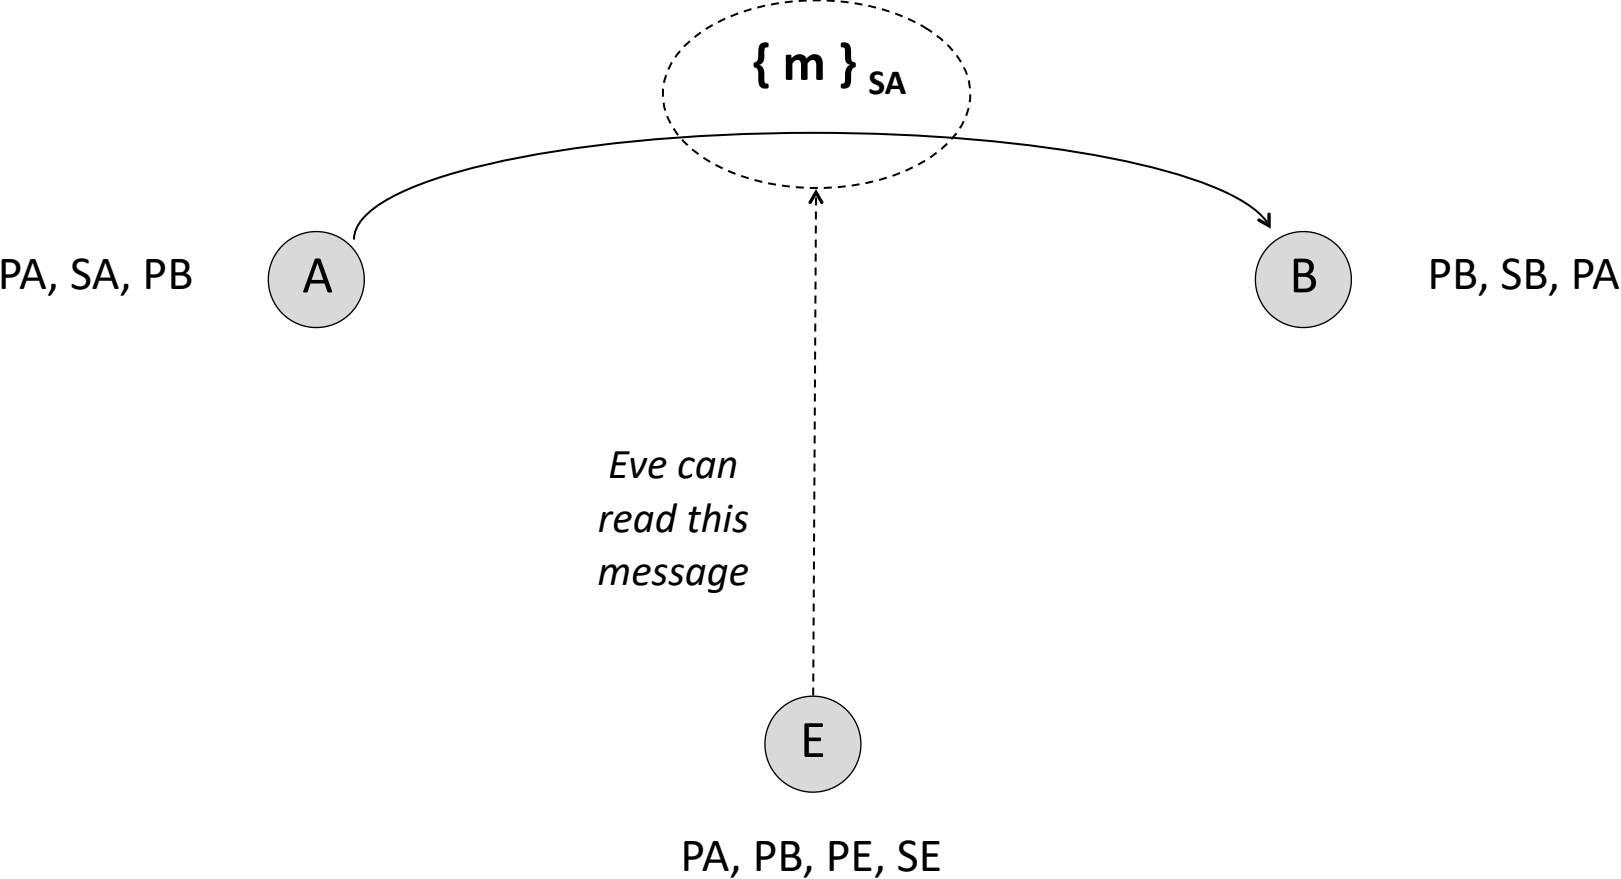 { m } SA
PA, SA, PB
A
B
PB, SB, PA
Eve can
read this
message
E
PA, PB, PE, SE